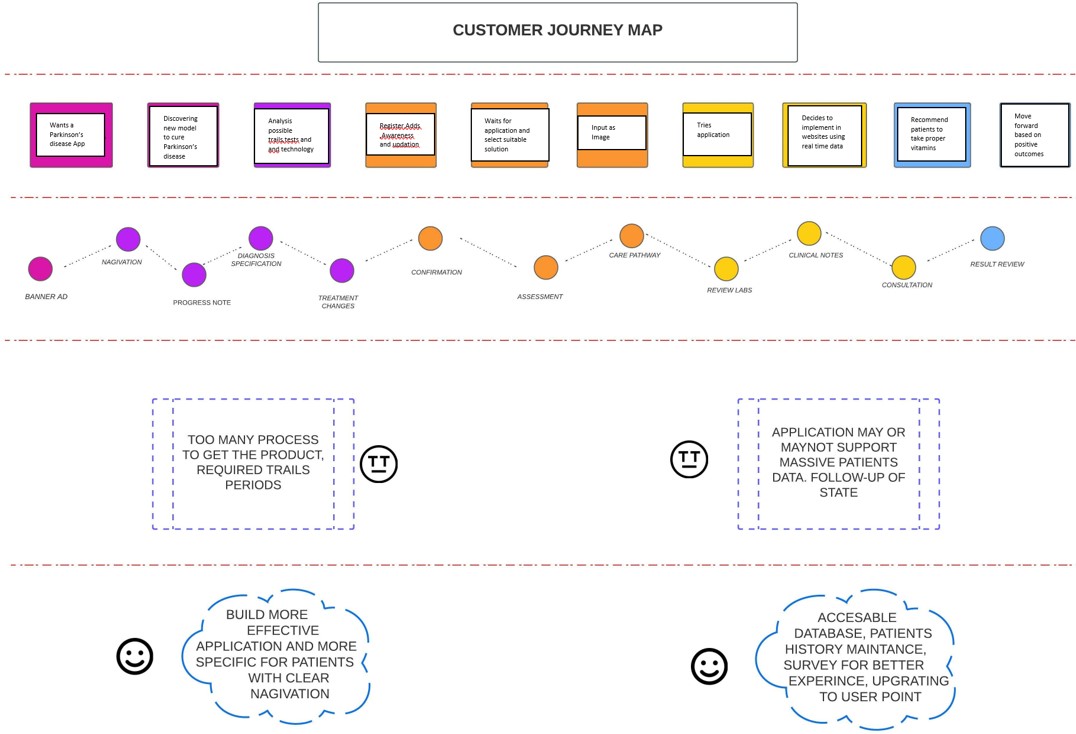 CUSTOMER JOURNEY MAP
Wants a
Parkinson's
disease App
Discovering
new model
to cure
Parkinson's
disease
Analysis
possible
trails,tests and
and technology
Register,Adds
Awareness
and updation
Waits for
application and
select suitable
solution
Input as
Image
Tries
application
Decides to
implement in
websites using
real time data
Recommend
patients to
take proper
vitamins
Move
forward
based on
positive
outcomes
BANNER AD
NAGIVATION
PROGRESS NOTE
DIAGNOSIS
SPECIFICATION
TREATMENT
CHANGES
CONFIRMATION
ASSESSMENT
CARE PATHWAY
REVIEW LABS
CLINICAL NOTES
CONSULTATION
RESULT REVIEW
TOO MANY PROCESS
TO GET THE PRODUCT,
REQUIRED TRAILS
PERIODS
APPLICATION MAY OR
MAYNOT SUPPORT
MASSIVE PATIENTS
DATA. FOLLOW-UP OF
STATE
BUILD MORE
EFFECTIVE
APPLICATION AND MORE
SPECIFIC FOR PATIENTS
WITH CLEAR
NAGIVATION
ACCESABLE
DATABASE, PATIENTS
HISTORY MAINTANCE,
SURVEY FOR BETTER
EXPERINCE, UPGRATING
TO USER POINT